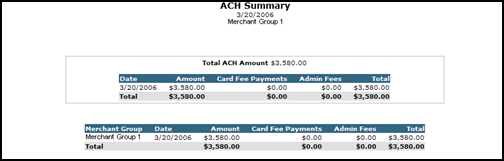 ACH Summary
3/20/2006
Merchant Group 1
Total ACH Amount $3,580.00
Date Amount Card Fee Payments Admin Fees Total
3/20/2006 $3,580.00 $0.00 $0.00 $3,580.00
Total $3,580.00 $0.00 $0.00 $3,580.00
Merchant Group Date Amount Card Fee Payments Admin Fees Total
Merchant Group 1 3/20/2006 $3,580.00 $0.00 $0.00 $3,580.00
Total $3,580.00 $0.00 $0.00 $3,580.00